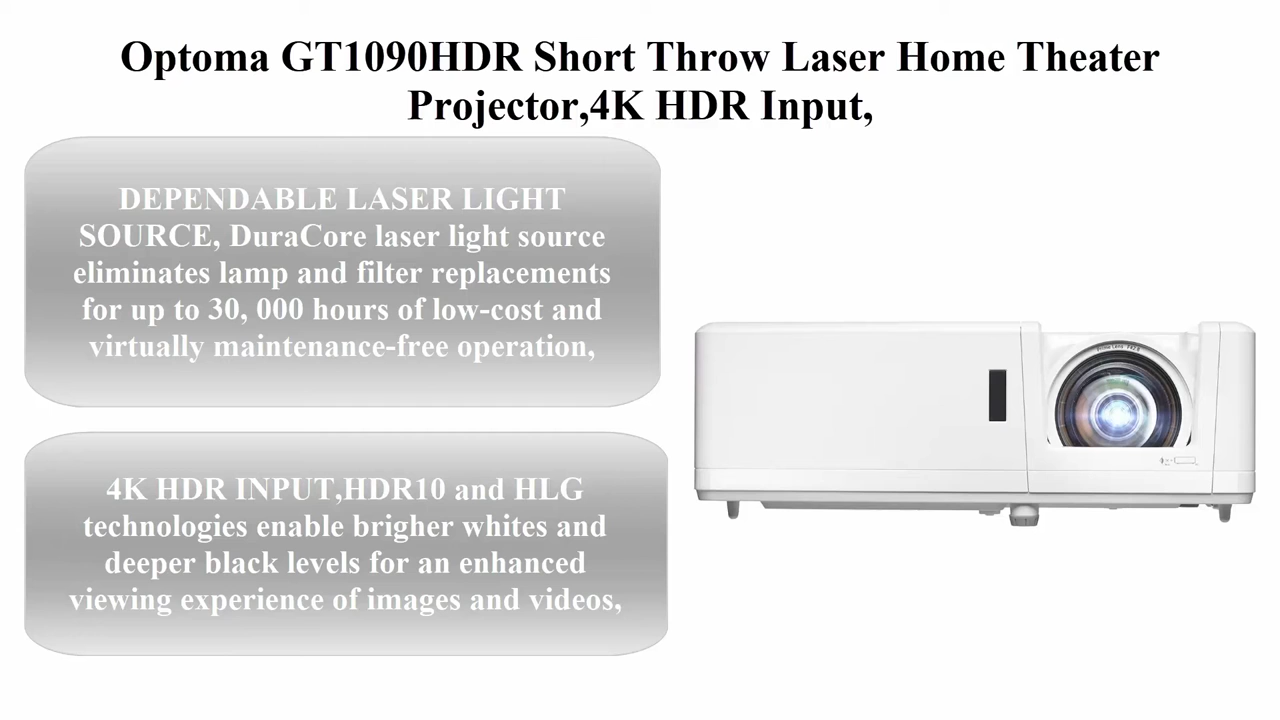 Optoma GT1090HDR Short Throw Laser Home Theater
Projector,4K HDR Input,
DEPENDABLE LASER LIGHT
SOURCE, DuraCore laser light source
eliminates lamp and filter replacements
for up to 30, 000 hours of low-cost and
virtually maintenance-free operation,
4K HDR INPUT,HDR10 and HLG
technologies enable brigher whites and
deeper black levels for an enhanced
viewing experience of images and videos,